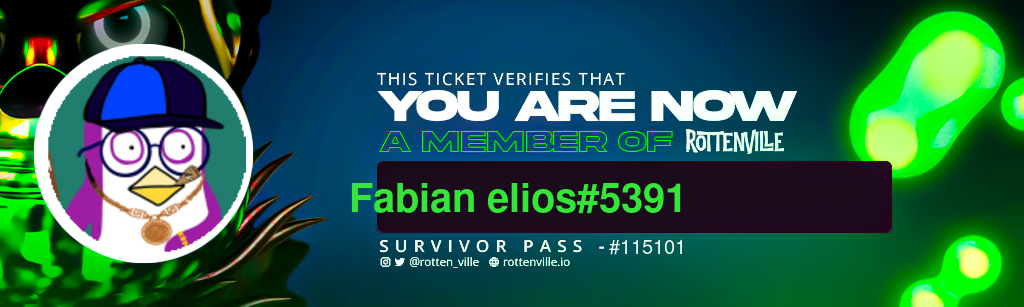 THIS TICKET VERIFIES THAT
YOU ARE NOW
A MEMBER OF ROTTENVILLE
Fabian elios#5391
SURVIVOR PASS - #115101
@rotten_ville rottenville.io